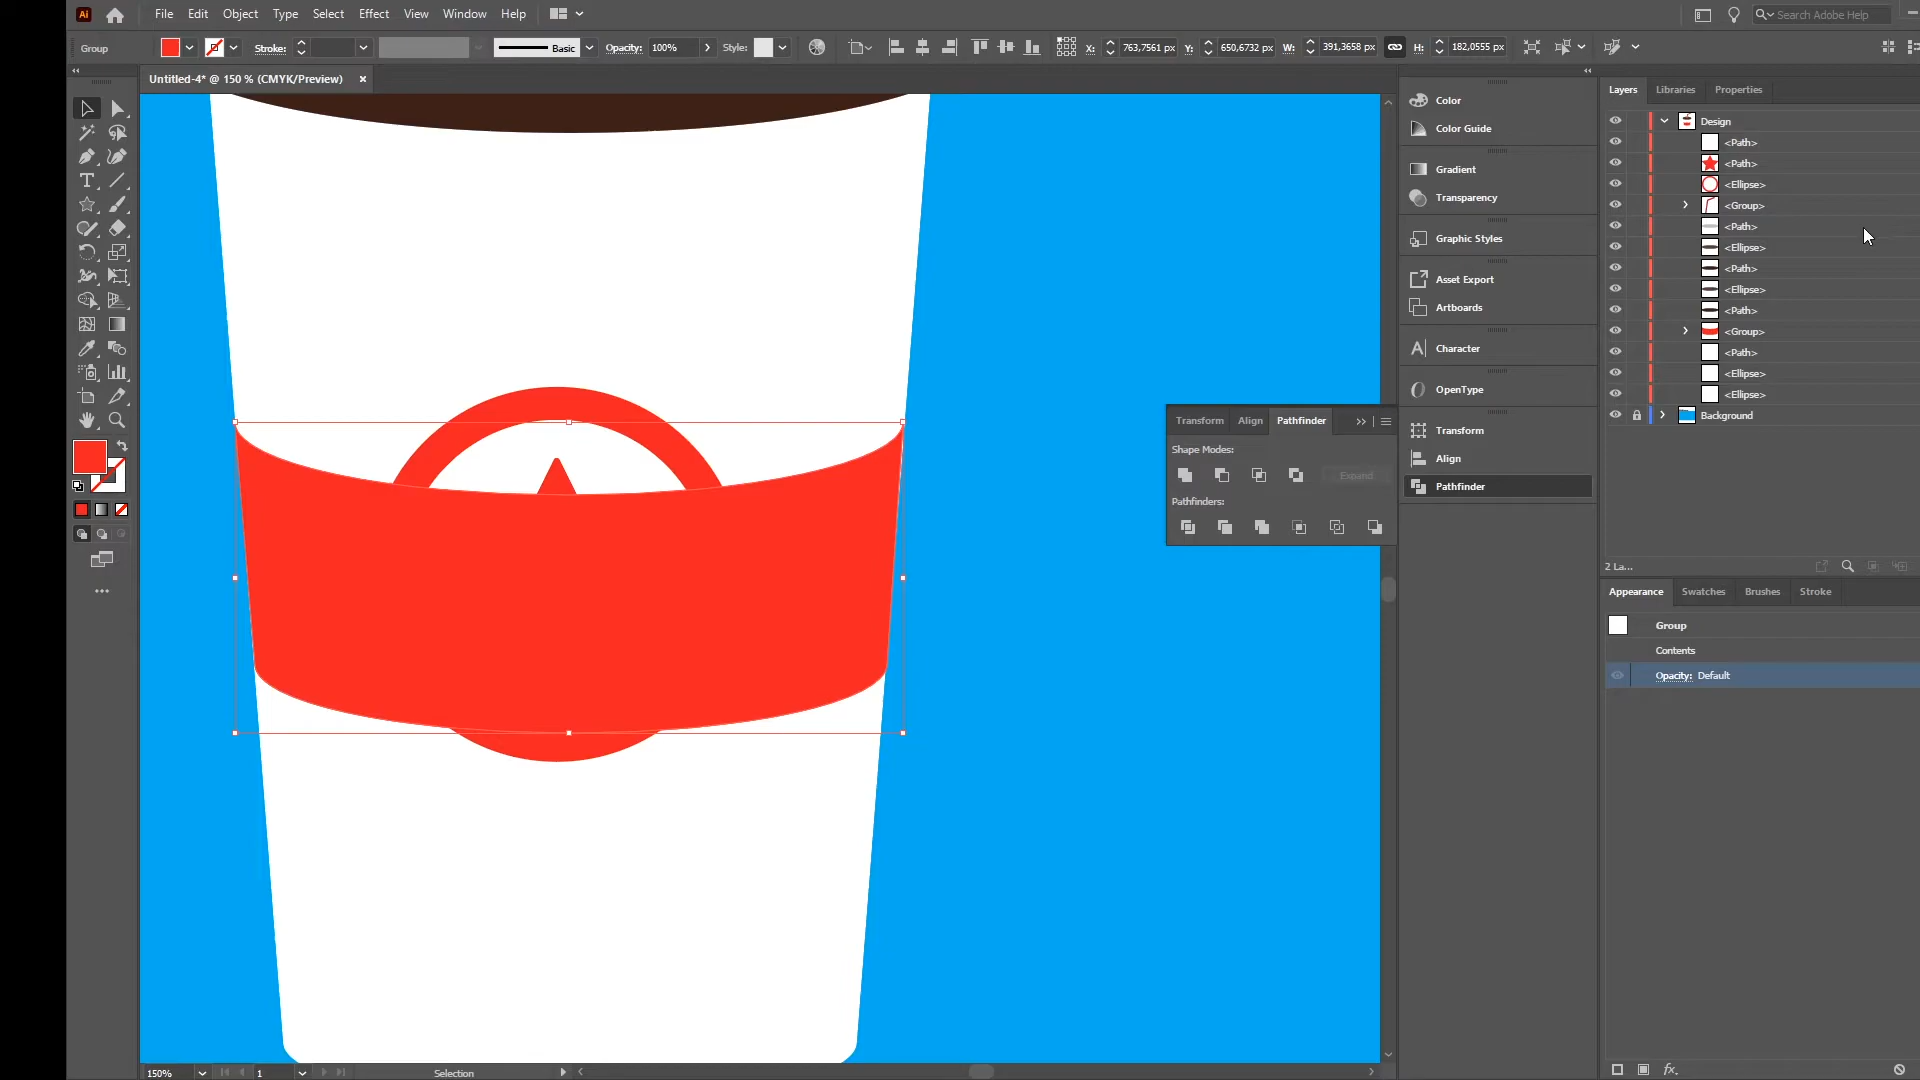 Ai File Edit Object Type Select Effect View Window Help Search Adobe Help
Group Stroke: Basic Opacity: 100% Style: X: 763,7561 px Y: 650,6732 px W: 391,3658 px H: 182,0555 px
Untitled-4* @ 150 % (CMYK/Preview) ×
Transform Align Pathfinder
Shape Modes:
Expand
Pathfinders:
Color
Color Guide
Gradient
Transparency
Graphic Styles
Asset Export
Artboards
Character
OpenType
Transform
Align
Pathfinder
Layers Libraries Properties
Design
<Path>
<Path>
<Ellipse>
<Group>
<Path>
<Ellipse>
<Path>
<Ellipse>
<Path>
<Group>
<Path>
<Ellipse>
<Ellipse>
Background
2 La...
Appearance Swatches Brushes Stroke
Group
Contents
Opacity: Default
fx
150% 1 Selection